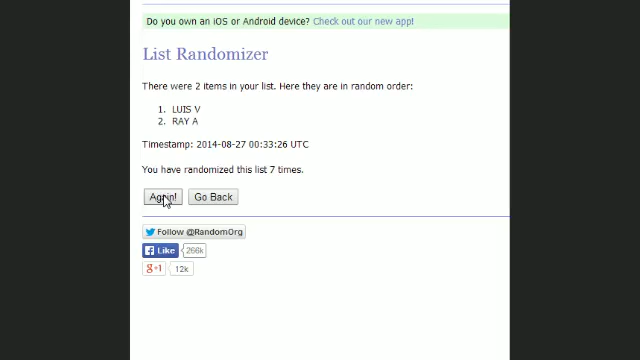 Do you own an iOS or Android device? Check out our new app!
List Randomizer
There were 2 items in your list. Here they are in random order:
1. LUIS V
2. RAY A
Timestamp: 2014-08-27 00:33:26 UTC
You have randomized this list 7 times.
Again! Go Back
Follow @RandomOrg
Like 266k
g+1 12k